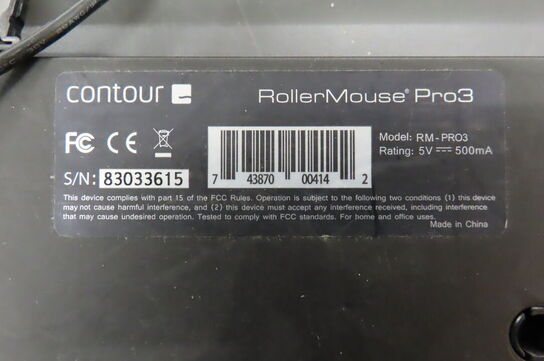 contour RollerMouse® Pro3
FC CE
Model: RM-PRO3
Rating: 5V 500mA
S/N: 83033615
7 43870 00414 2
This device complies with part 15 of the FCC Rules. Operation is subject to the following two conditions (1) this device
may not cause harmful interference, and (2) this device must accept any interference received, including interference
that may cause undesired operation. Tested to comply with FCC standards. For home and office uses.
Made in China